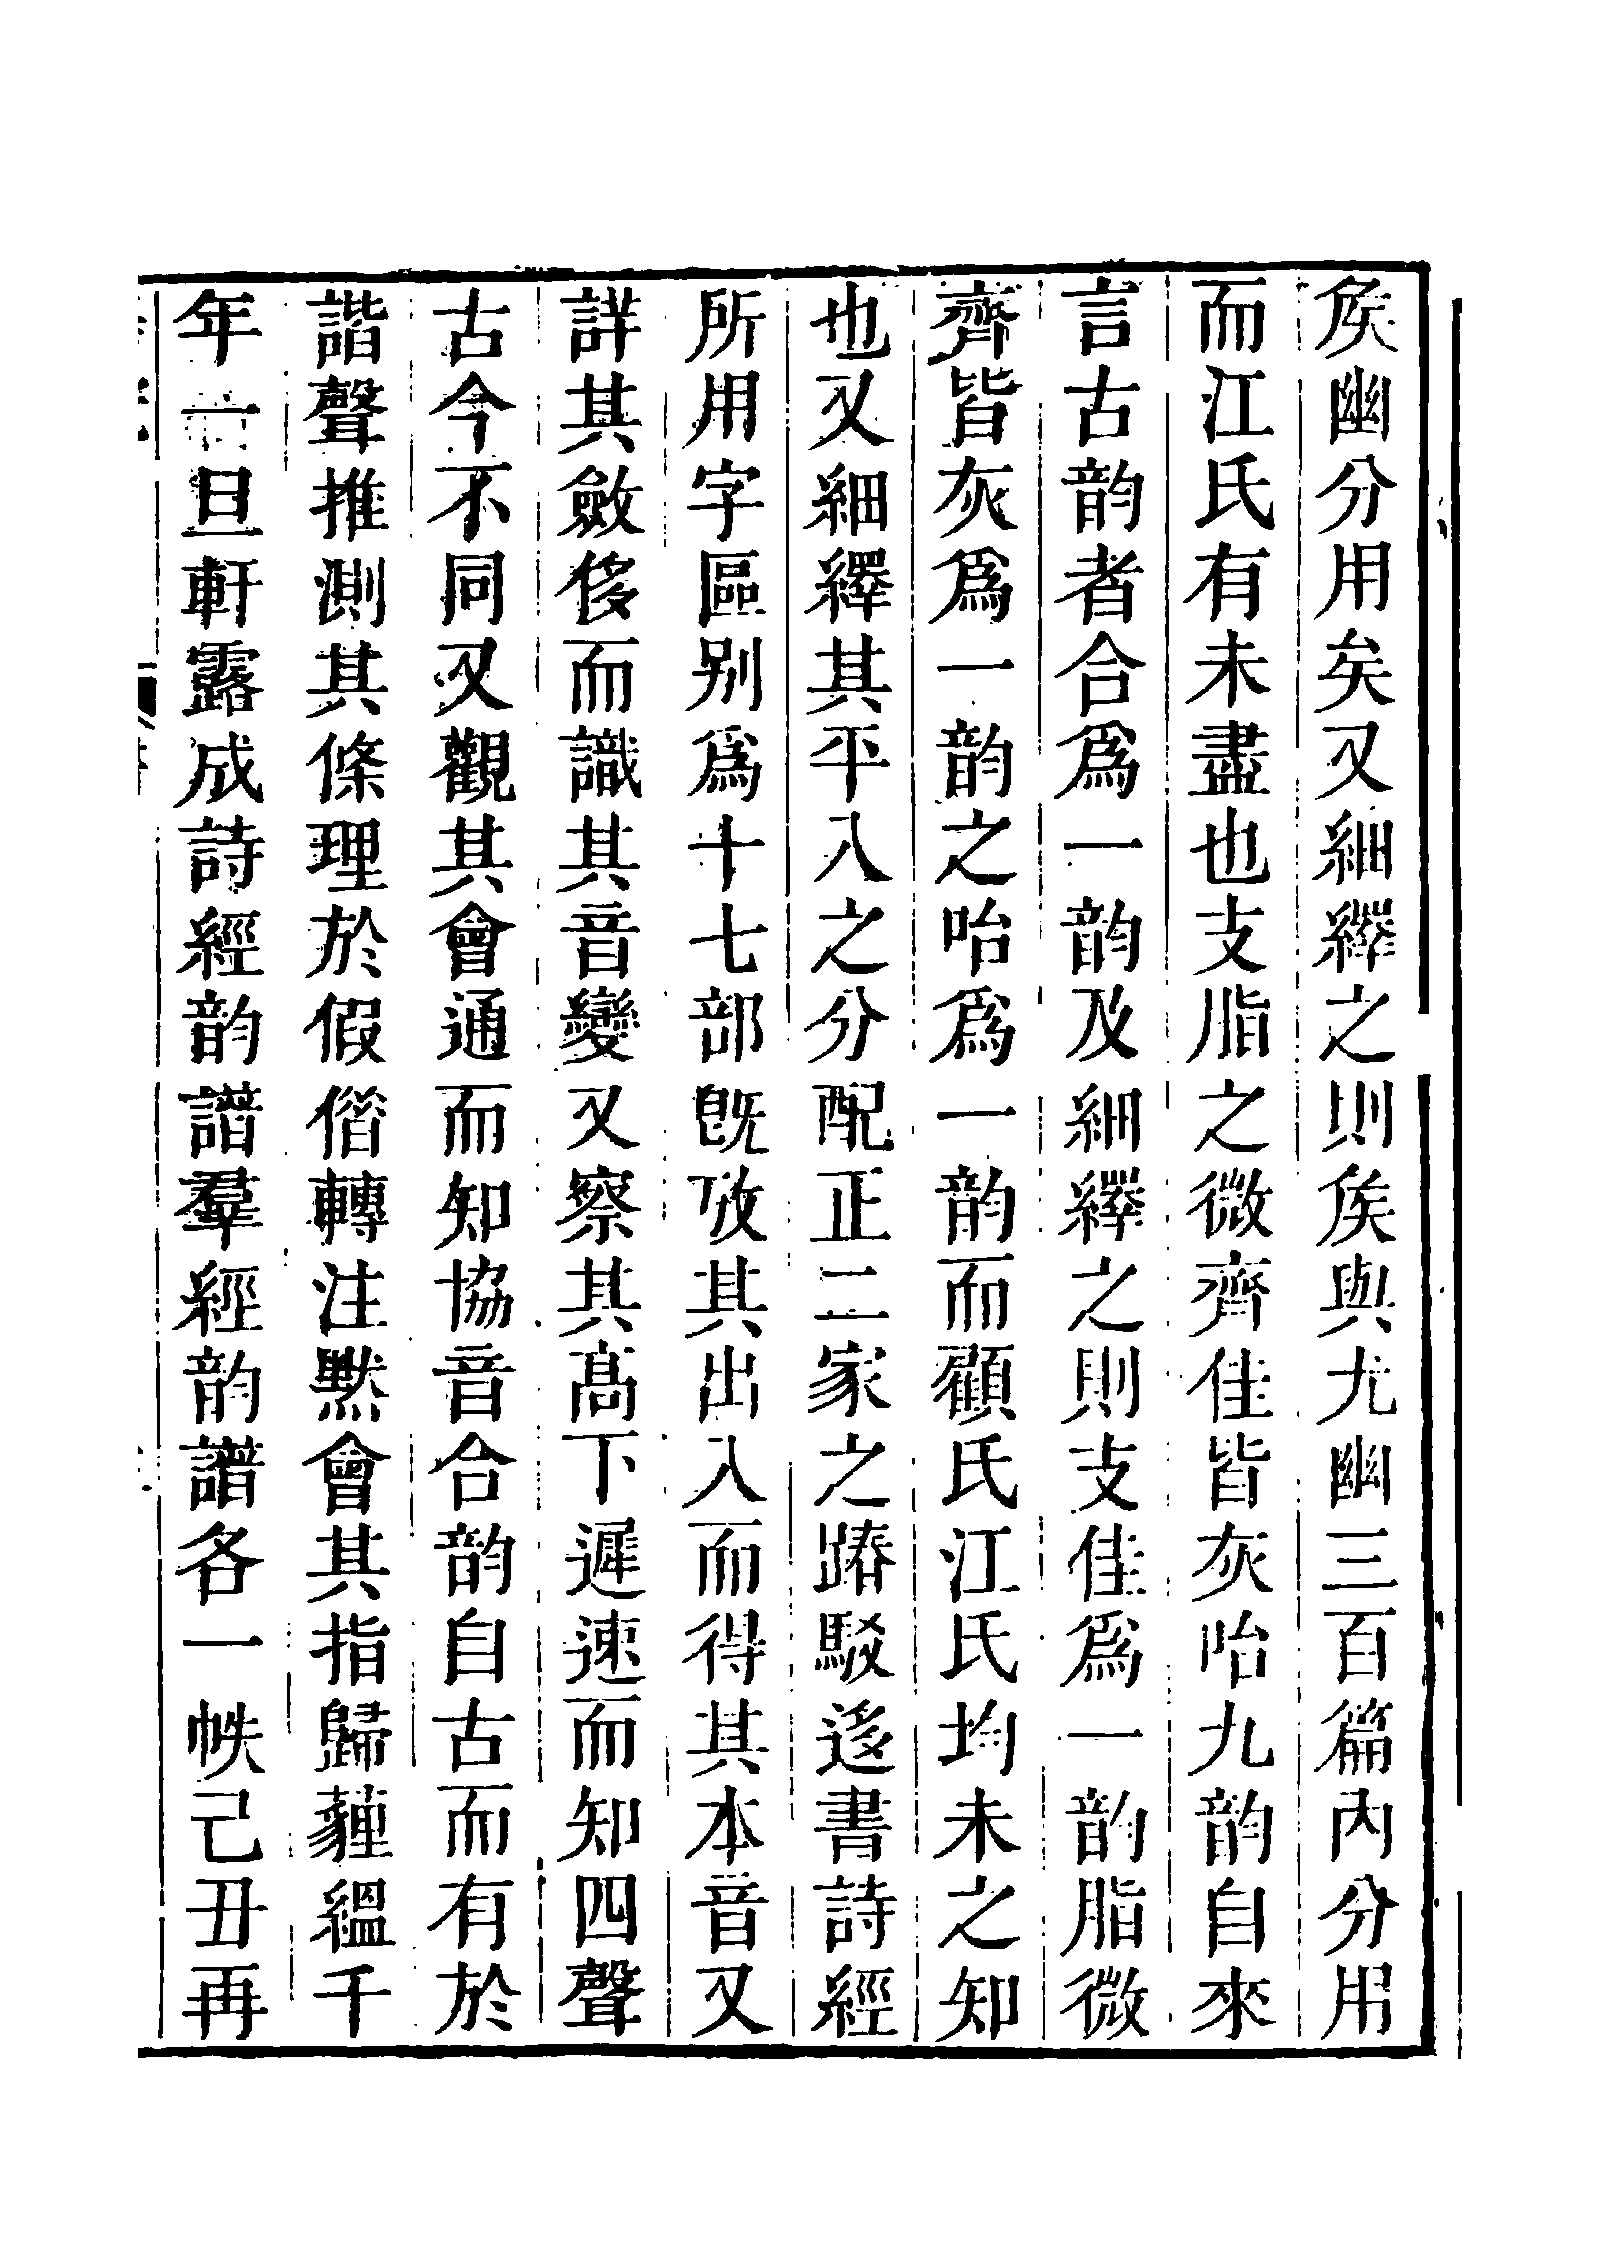 矦幽分用矣又細繹之則矦與尤幽三百篇內分用
而江氏有未盡也支脂之微齊佳皆灰咍九韵自來
言古韵者合爲一韵及細繹之則支佳爲一韵脂微
齊皆灰爲一韵之咍爲一韵而顧氏江氏均未之知
也又細繹其平入之分配正二家之踳駁迻書詩經
所用字區别爲十七部旣攷其出入而得其本音又
詳其斂侈而識其音變又察其高下遲速而知四聲
古今不同又觀其會通而知協音合韵自古而有於
諧聲推測其條理於假偕轉注黙會其指歸薶緼千
年一旦軒露成詩經韵譜羣經韵譜各一帙己丑再